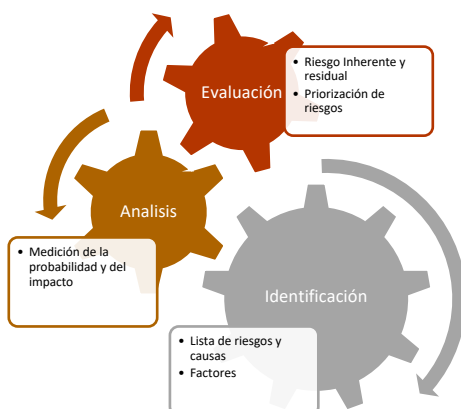 Evaluación
• Riesgo Inherente y
residual
• Priorización de
riesgos
Analisis
• Medición de la
probabilidad y del
impacto
Identificación
• Lista de riesgos y
causas
• Factores